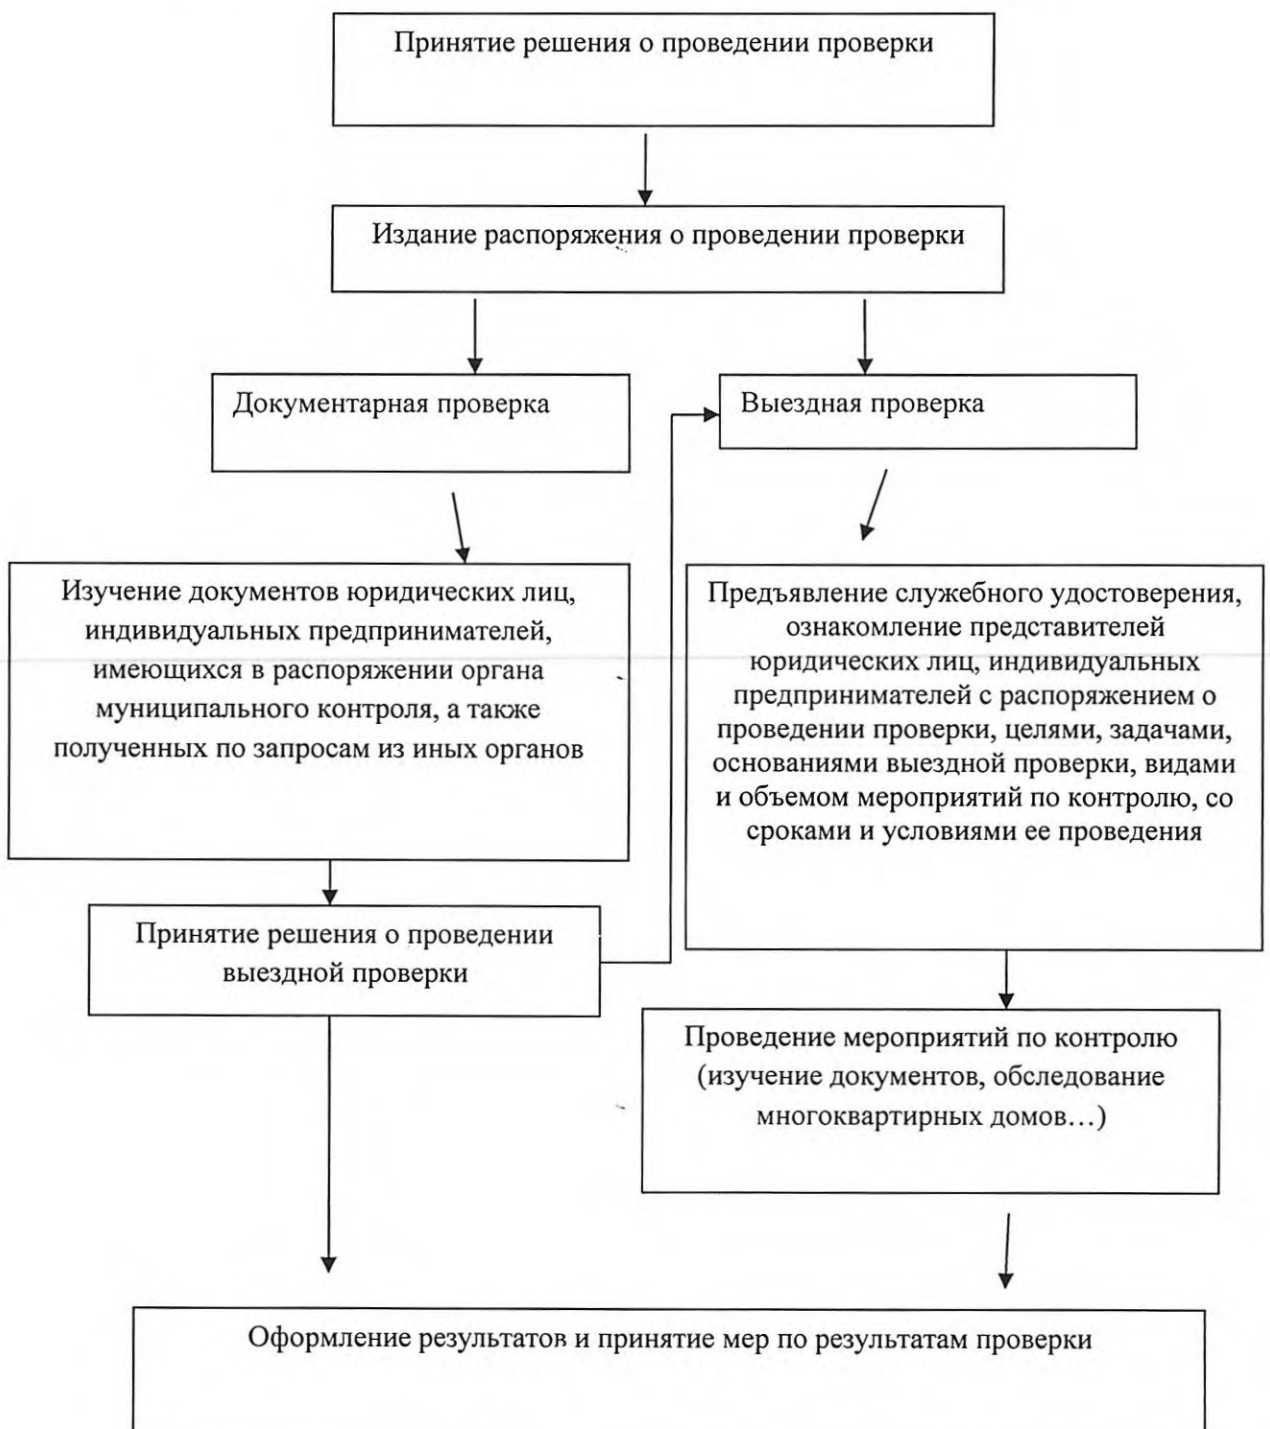 Принятие решения о проведении проверки
Издание распоряжения о проведении проверки
Документарная проверка
Выездная проверка
Изучение документов юридических лиц,
индивидуальных предпринимателей,
имеющихся в распоряжении органа
муниципального контроля, а также
полученных по запросам из иных органов
Предъявление служебного удостоверения,
ознакомление представителей
юридических лиц, индивидуальных
предпринимателей с распоряжением о
проведении проверки, целями, задачами,
основаниями выездной проверки, видами
и объемом мероприятий по контролю, со
сроками и условиями ее проведения
Принятие решения о проведении
выездной проверки
Проведение мероприятий по контролю
(изучение документов, обследование
многоквартирных домов…)
Оформление результатов и принятие мер по результатам проверки